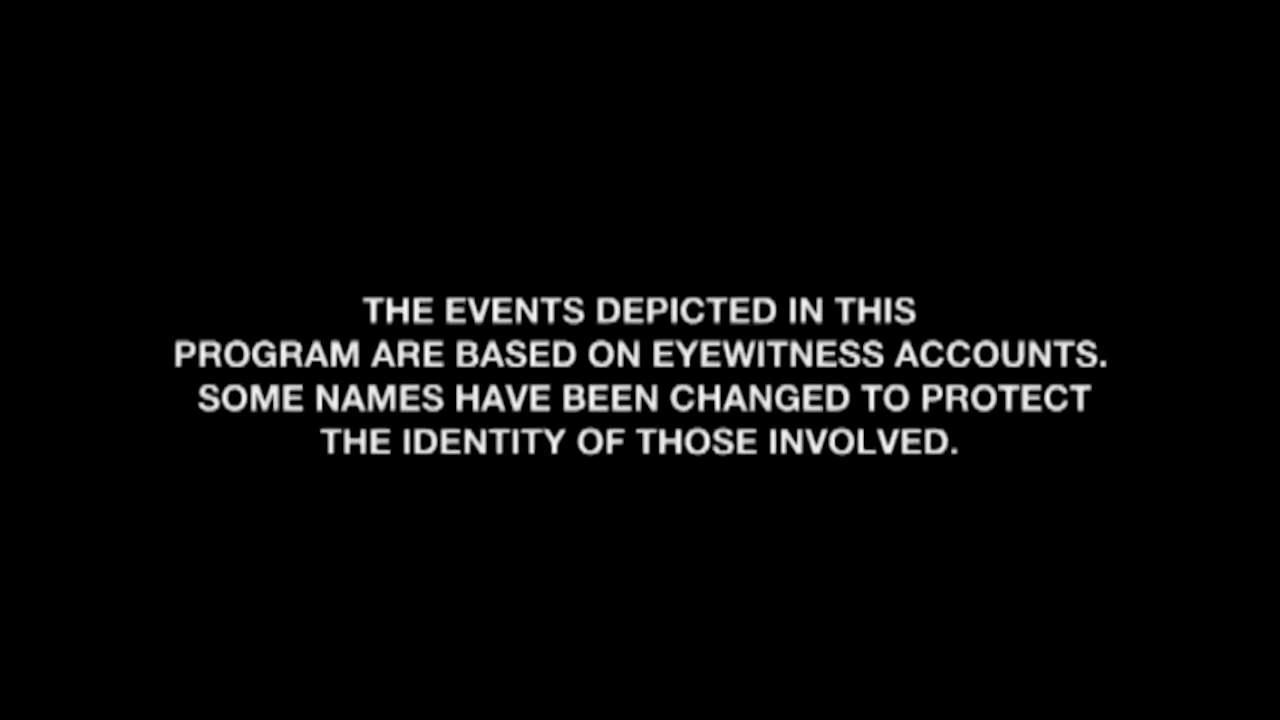 THE EVENTS DEPICTED IN THIS
PROGRAM ARE BASED ON EYEWITNESS ACCOUNTS.
SOME NAMES HAVE BEEN CHANGED TO PROTECT
THE IDENTITY OF THOSE INVOLVED.